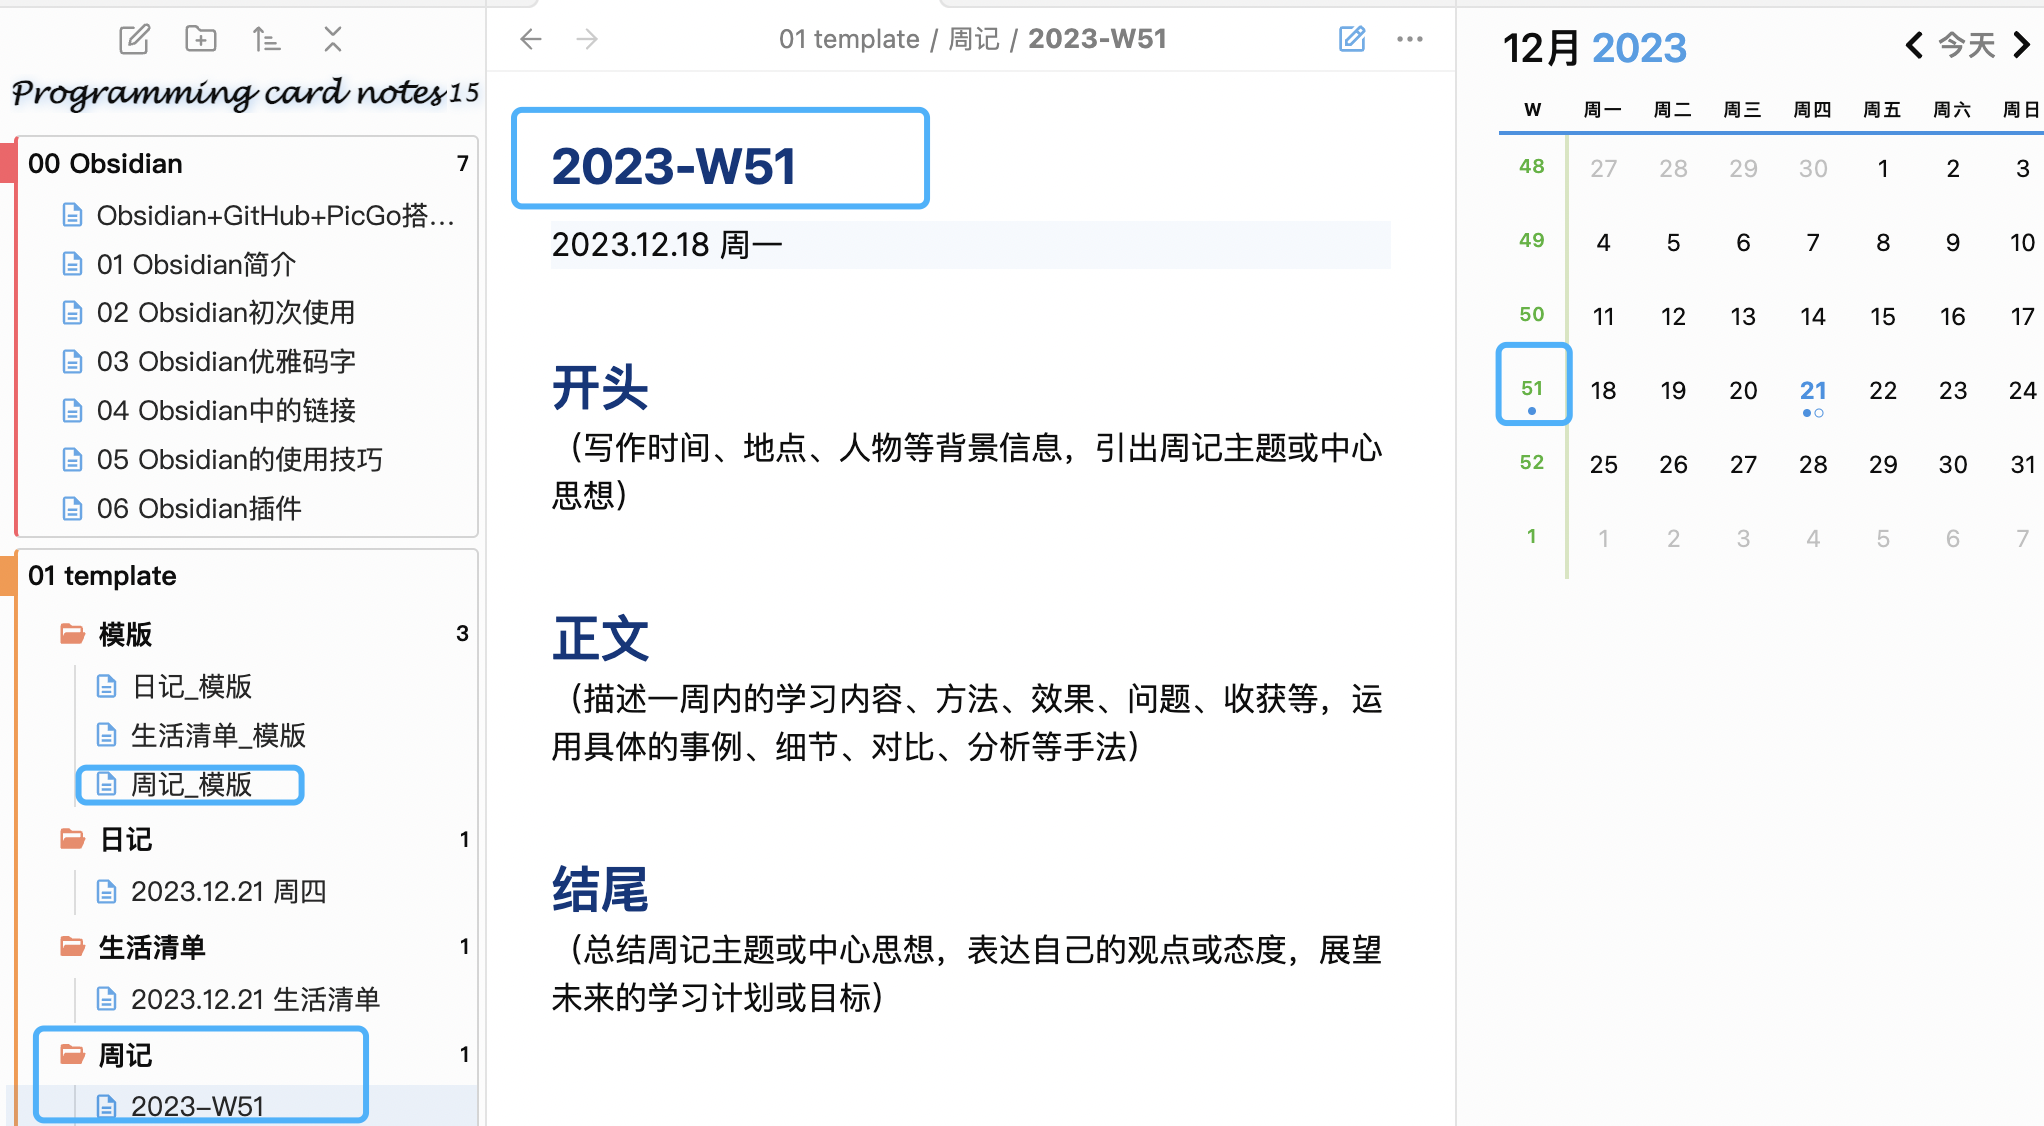 Programming card notes 15
00 Obsidian 7
Obsidian+GitHub+PicGo搭...
01 Obsidian简介
02 Obsidian初次使用
03 Obsidian优雅码字
04 Obsidian中的链接
05 Obsidian的使用技巧
06 Obsidian插件
01 template
模版 3
日记_模版
生活清单_模版
周记_模版
日记 1
2023.12.21 周四
生活清单 1
2023.12.21 生活清单
周记 1
2023-W51
01 template / 周记 / 2023-W51
2023-W51
2023.12.18 周一
开头
（写作时间、地点、人物等背景信息，引出周记主题或中心
思想）
正文
（描述一周内的学习内容、方法、效果、问题、收获等，运
用具体的事例、细节、对比、分析等手法）
结尾
（总结周记主题或中心思想，表达自己的观点或态度，展望
未来的学习计划或目标）
12月 2023 今天
W 周一 周二 周三 周四 周五 周六 周日
48 27 28 29 30 1 2 3
49 4 5 6 7 8 9 10
50 11 12 13 14 15 16 17
51 18 19 20 21 22 23 24
52 25 26 27 28 29 30 31
1 1 2 3 4 5 6 7